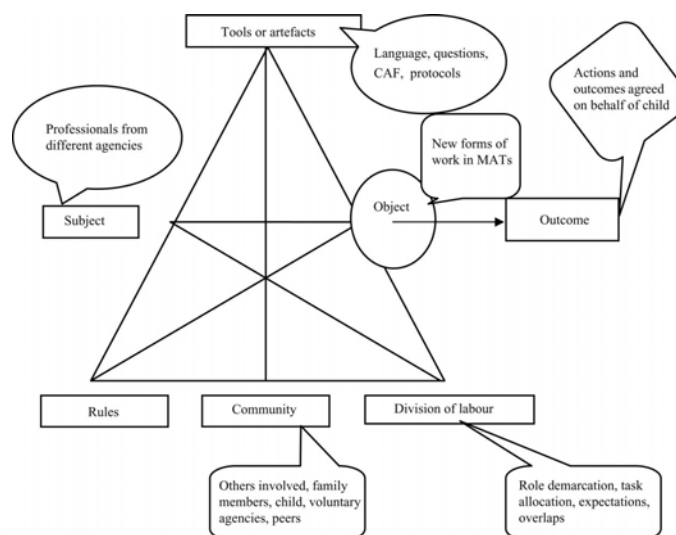 Tools or artefacts
Language, questions,
CAF, protocols
Actions and
outcomes agreed
on behalf of child
Professionals from
different agencies
New forms of
work in MATs
Subject
Object
Outcome
Rules
Community
Division of labour
Others involved, family
members, child, voluntary
agencies, peers
Role demarcation, task
allocation, expectations,
overlaps